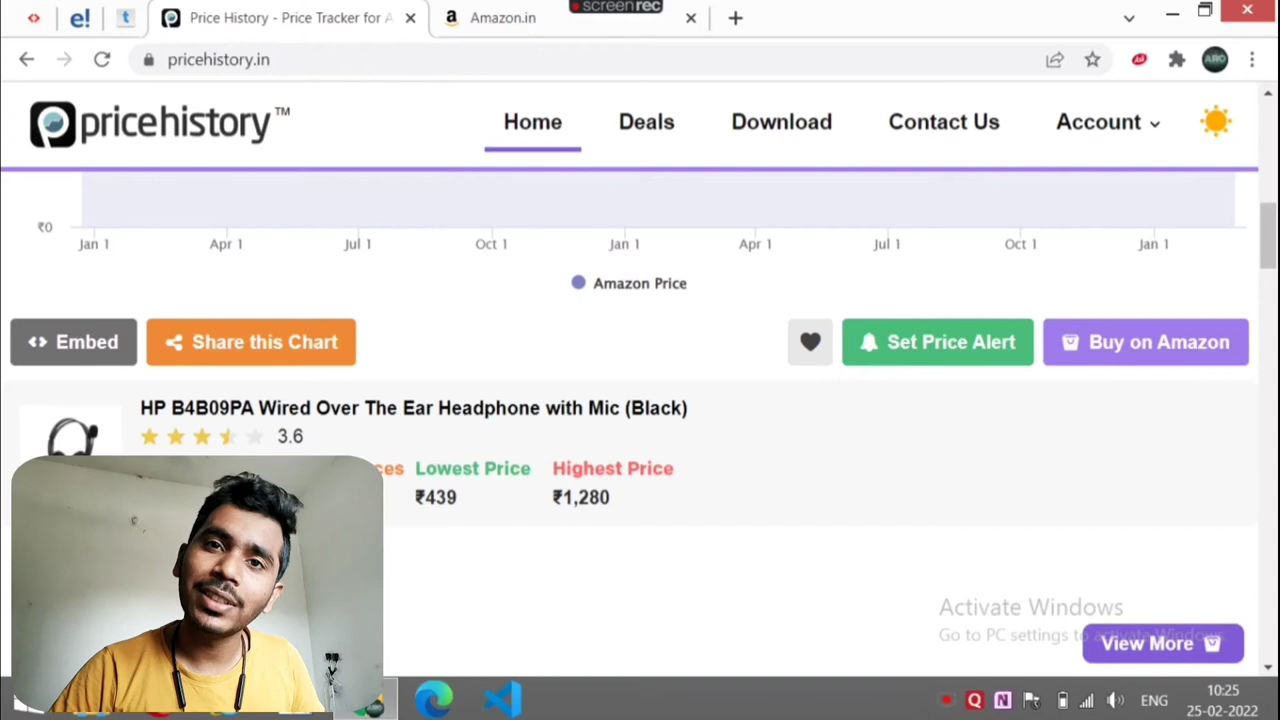 screenrec
e!
t
Price History - Price Tracker for A
a
Amazon.in
pricehistory.in
ARO
pricehistory™
Home
Deals
Download
Contact Us
Account
₹0
Jan 1
Apr 1
Jul 1
Oct 1
Jan 1
Apr 1
Jul 1
Oct 1
Jan 1
Amazon Price
Embed
Share this Chart
Set Price Alert
Buy on Amazon
HP B4B09PA Wired Over The Ear Headphone with Mic (Black)
3.6
ces
Lowest Price
Highest Price
₹439
₹1,280
Activate Windows
Go to PC settings to activate Windows.
View More
Q
N
ENG
10:25
25-02-2022